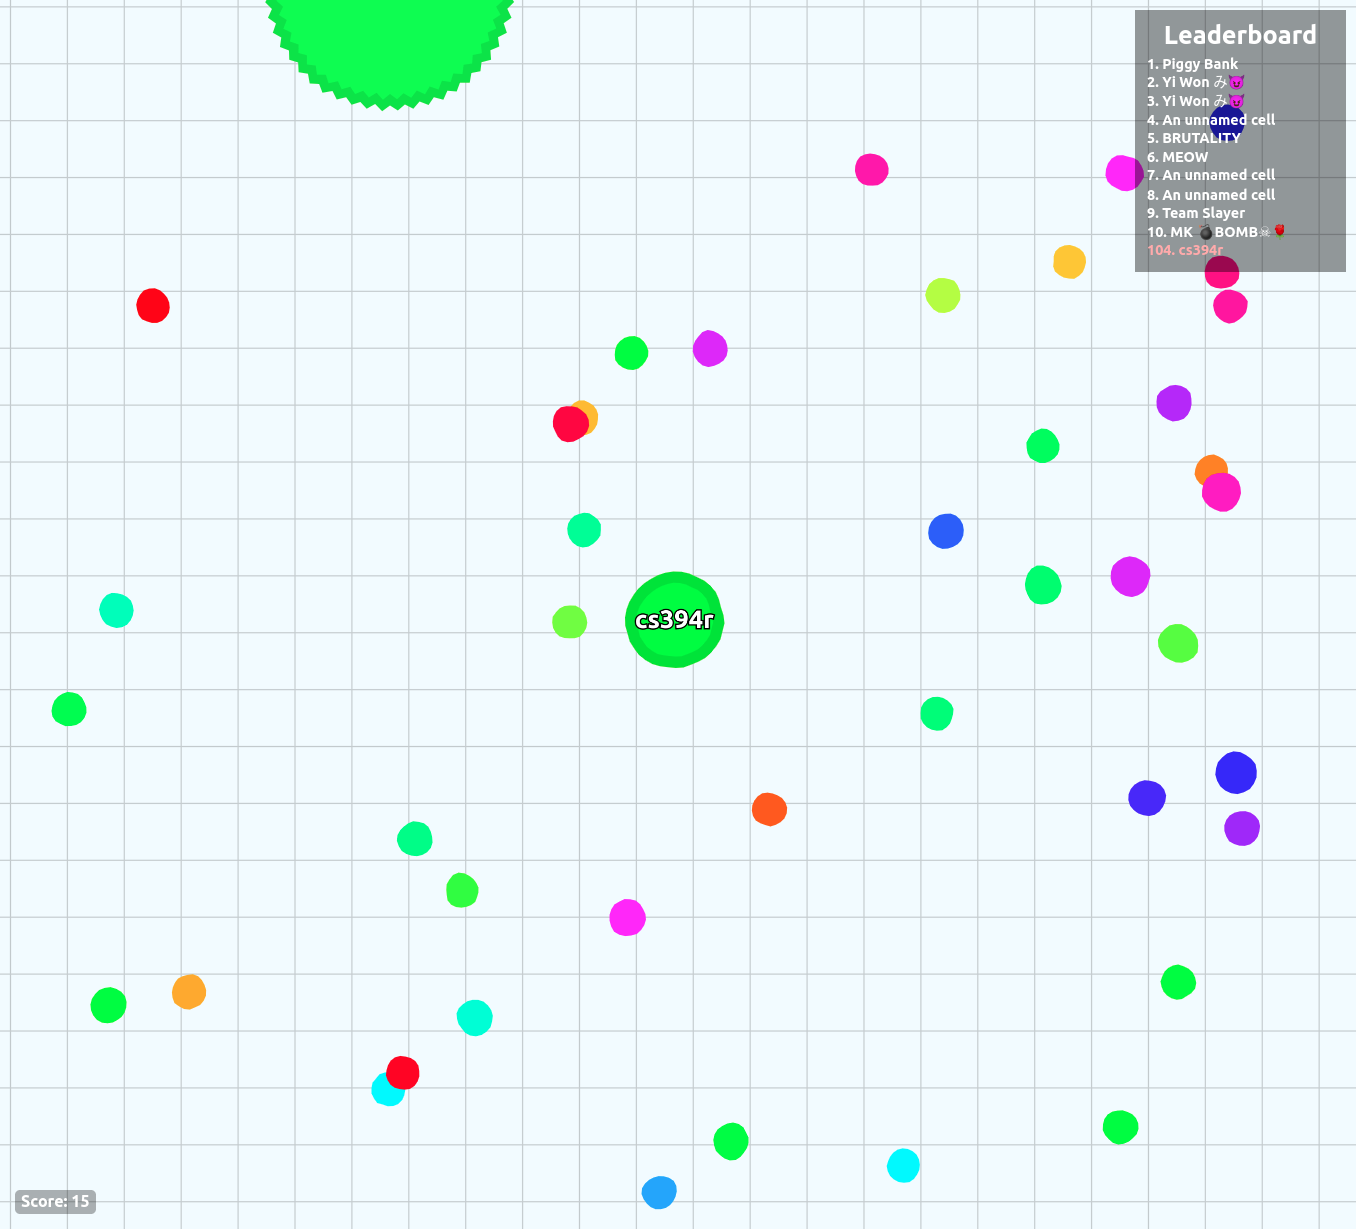 Leaderboard
1. Piggy Bank
2. Yi Won み😈
3. Yi Won み😈
4. An unnamed cell
5. BRUTALITY
6. MEOW
7. An unnamed cell
8. An unnamed cell
9. Team Slayer
10. MK 💣BOMB☠🌹
104. cs394r
cs394r
Score: 15